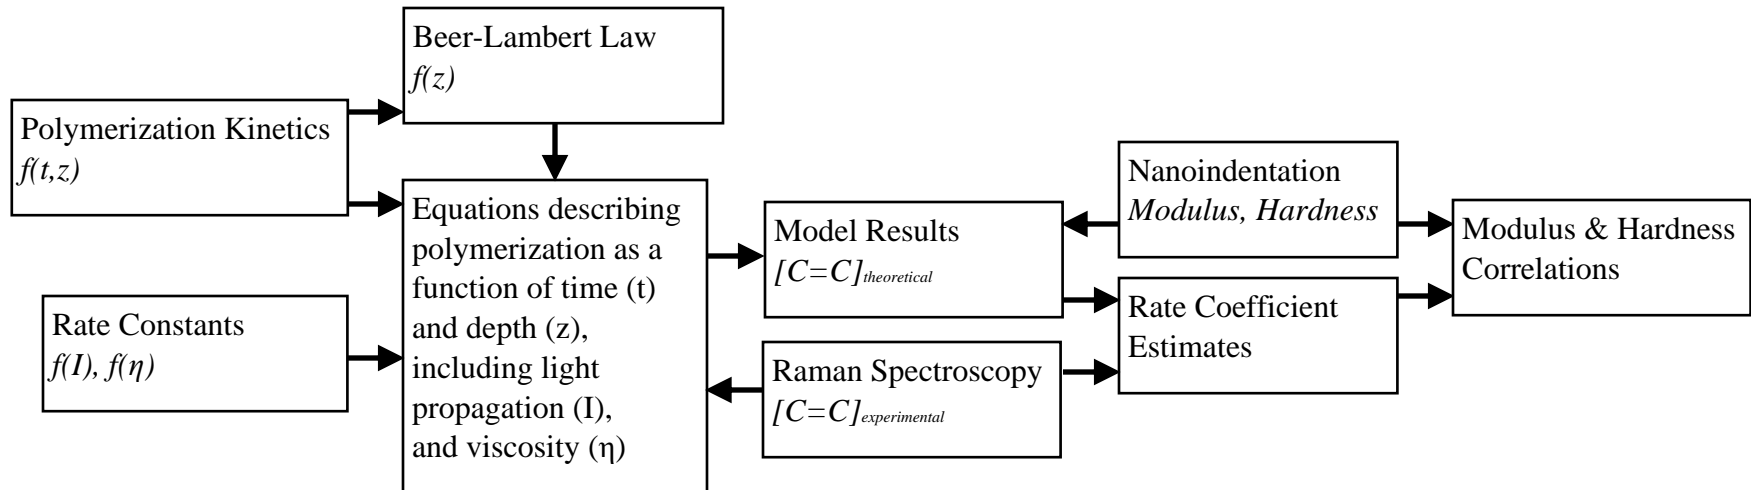 Beer-Lambert Law
f(z)
Polymerization Kinetics
f(t,z)
Equations describing
polymerization as a
function of time (t)
and depth (z),
including light
propagation (I),
and viscosity (η)
Rate Constants
f(I), f(η)
Model Results
[C=C]theoretical
Raman Spectroscopy
[C=C]experimental
Nanoindentation
Modulus, Hardness
Rate Coefficient
Estimates
Modulus & Hardness
Correlations